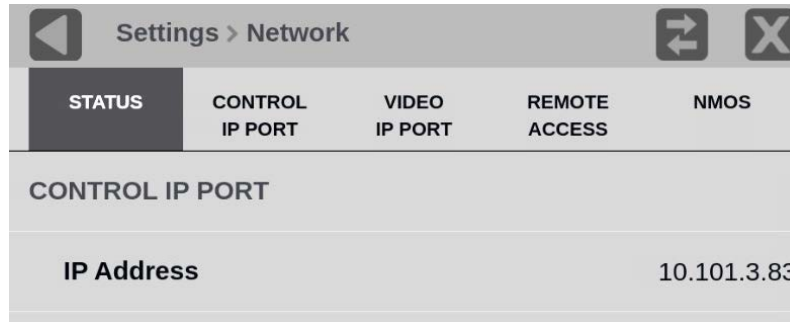 Settings > Network
STATUS CONTROL VIDEO REMOTE NMOS
IP PORT IP PORT ACCESS
CONTROL IP PORT
IP Address 10.101.3.83